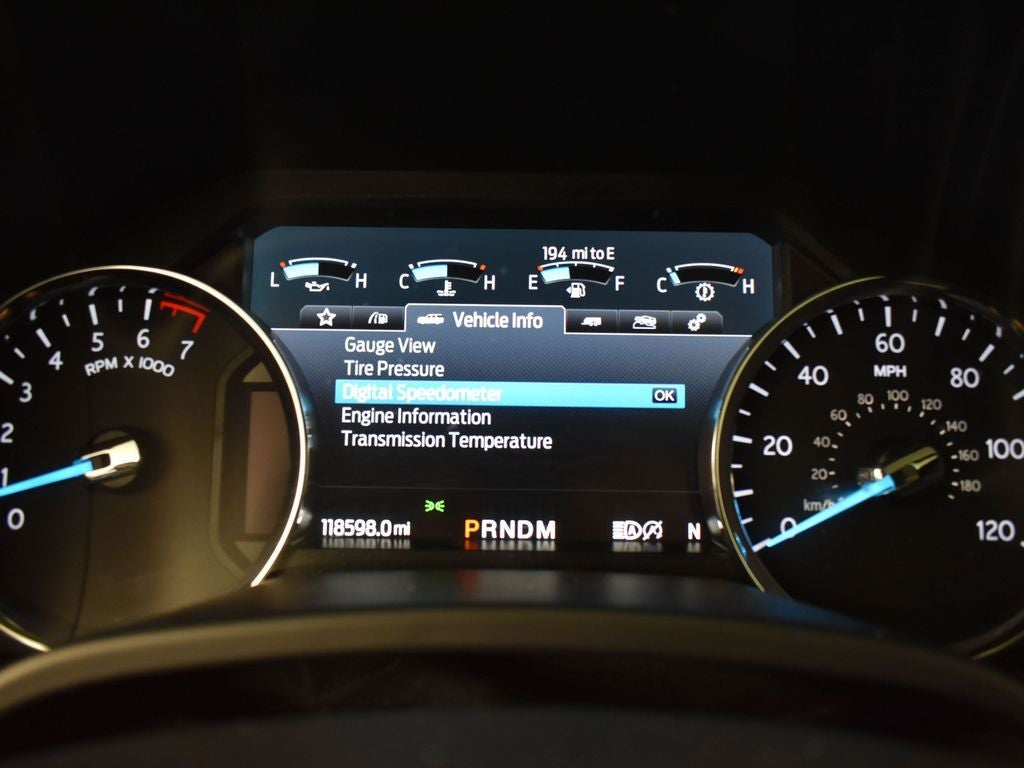 194 mi to E
L H C H E F C H
Vehicle Info
Gauge View
Tire Pressure
Digital Speedometer OK
Engine Information
Transmission Temperature
118598.0 mi PRNDM A N
0 1 2 3 4 5 6 7
RPM X 1000
0 20 40 60 80 100 120
MPH
20 40 60 80 100 120 140 160 180
km/h